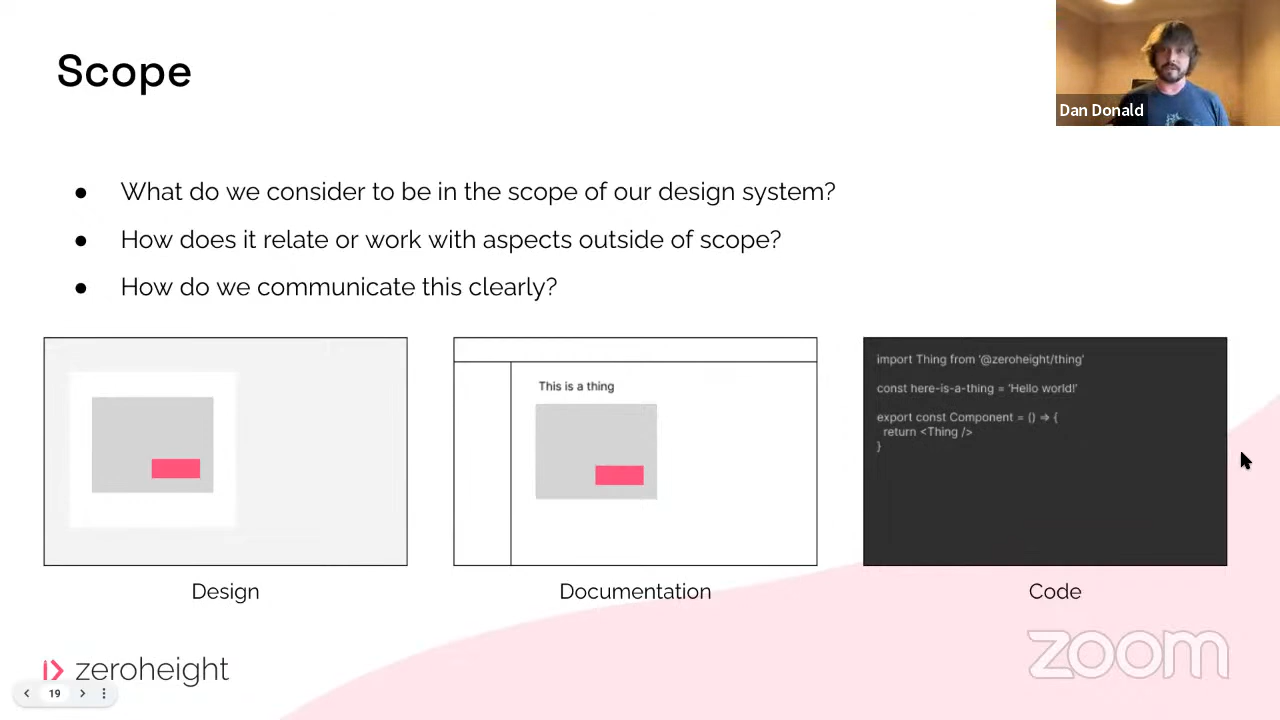 Scope
Dan Donald
● What do we consider to be in the scope of our design system?
● How does it relate or work with aspects outside of scope?
● How do we communicate this clearly?
This is a thing
import Thing from '@zeroheight/thing'
const here-is-a-thing = 'Hello world!'
export const Component = () => {
return <Thing />
}
Design
Documentation
Code
zeroheight
zoom
19